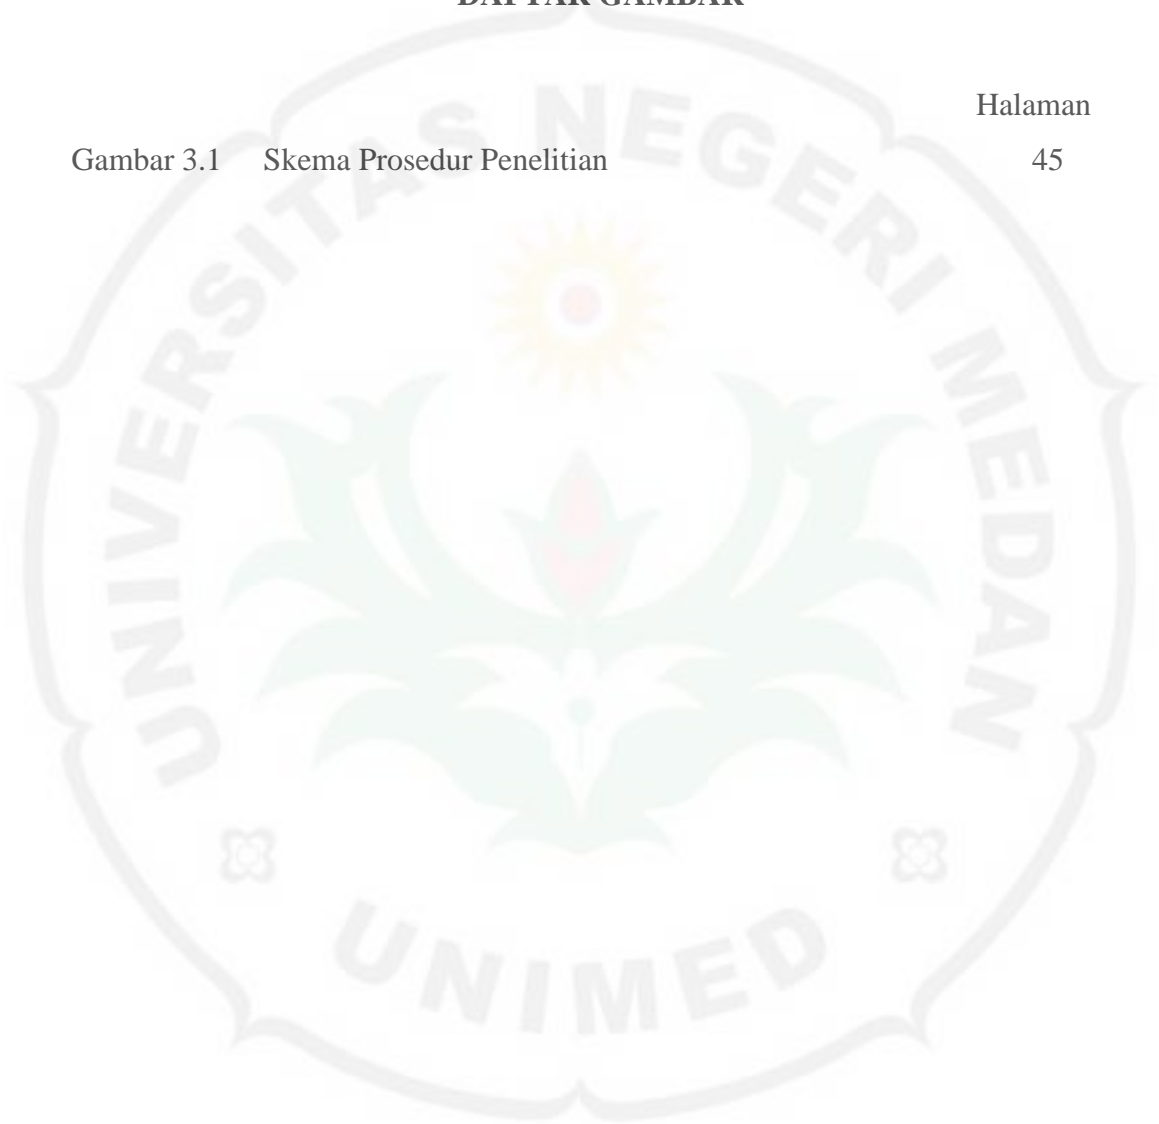 DAFTAR GAMBAR
Halaman
Gambar 3.1 Skema Prosedur Penelitian 45
UNIVERSITAS NEGERI MEDAN
UNIMED